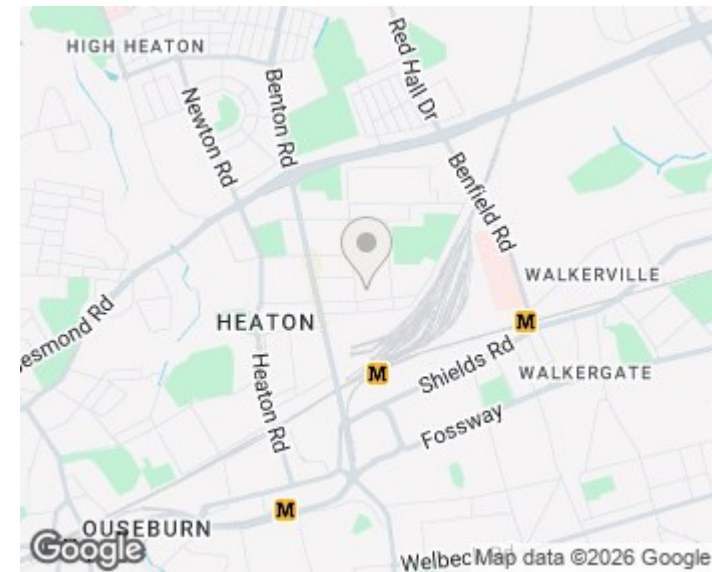 HIGH HEATON
Red Hall Dr
Benton Rd
Newton Rd
Benfield Rd
WALKERVILLE
esmond Rd
HEATON
M
M
Shields Rd
WALKERGATE
Heaton Rd
Fossway
M
OUSEBURN
Google
Welbec
Map data ©2026 Google